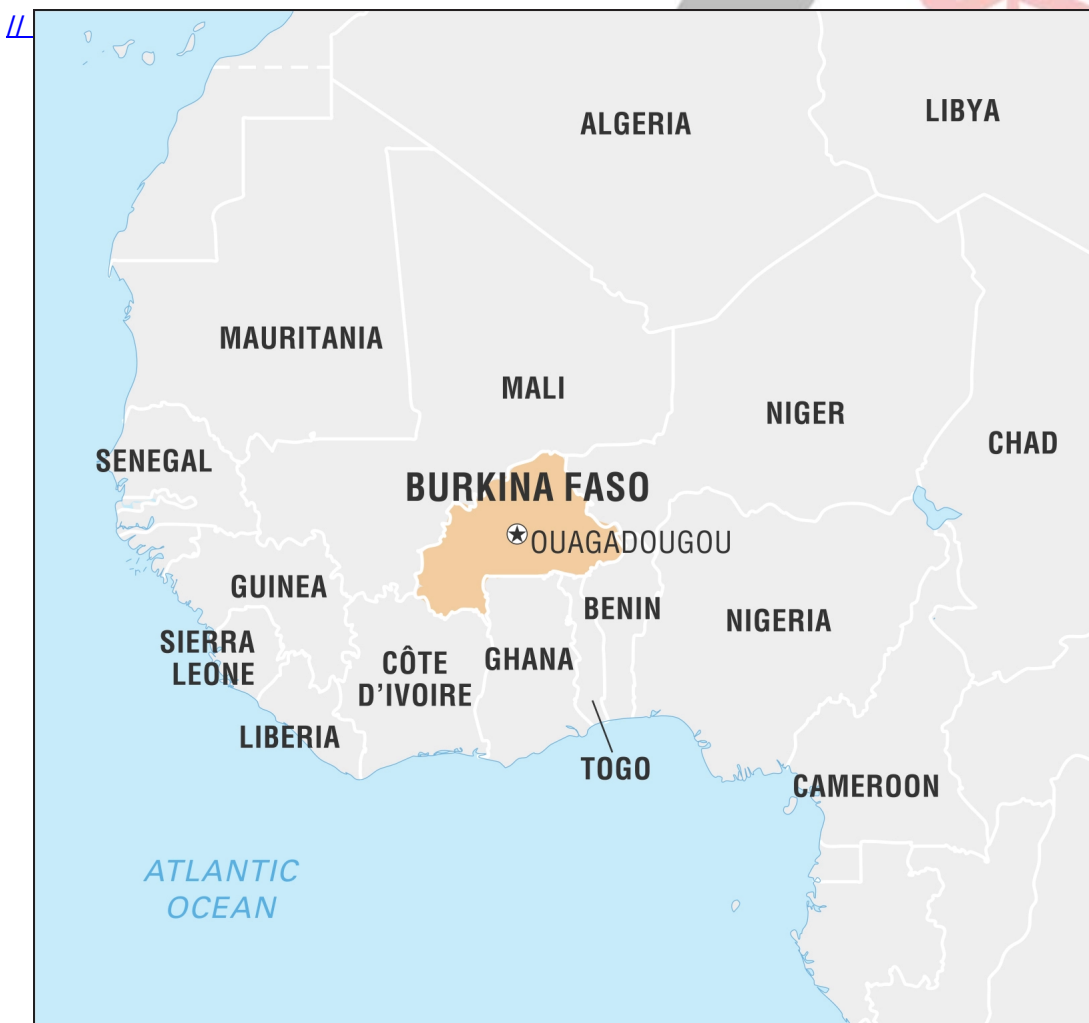 //
ALGERIA
LIBYA
MAURITANIA
MALI
NIGER
CHAD
SENEGAL
BURKINA FASO
OUAGADOUGOU
GUINEA
BENIN
NIGERIA
SIERRA
LEONE
CÔTE
D'IVOIRE
GHANA
LIBERIA
TOGO
CAMEROON
ATLANTIC
OCEAN